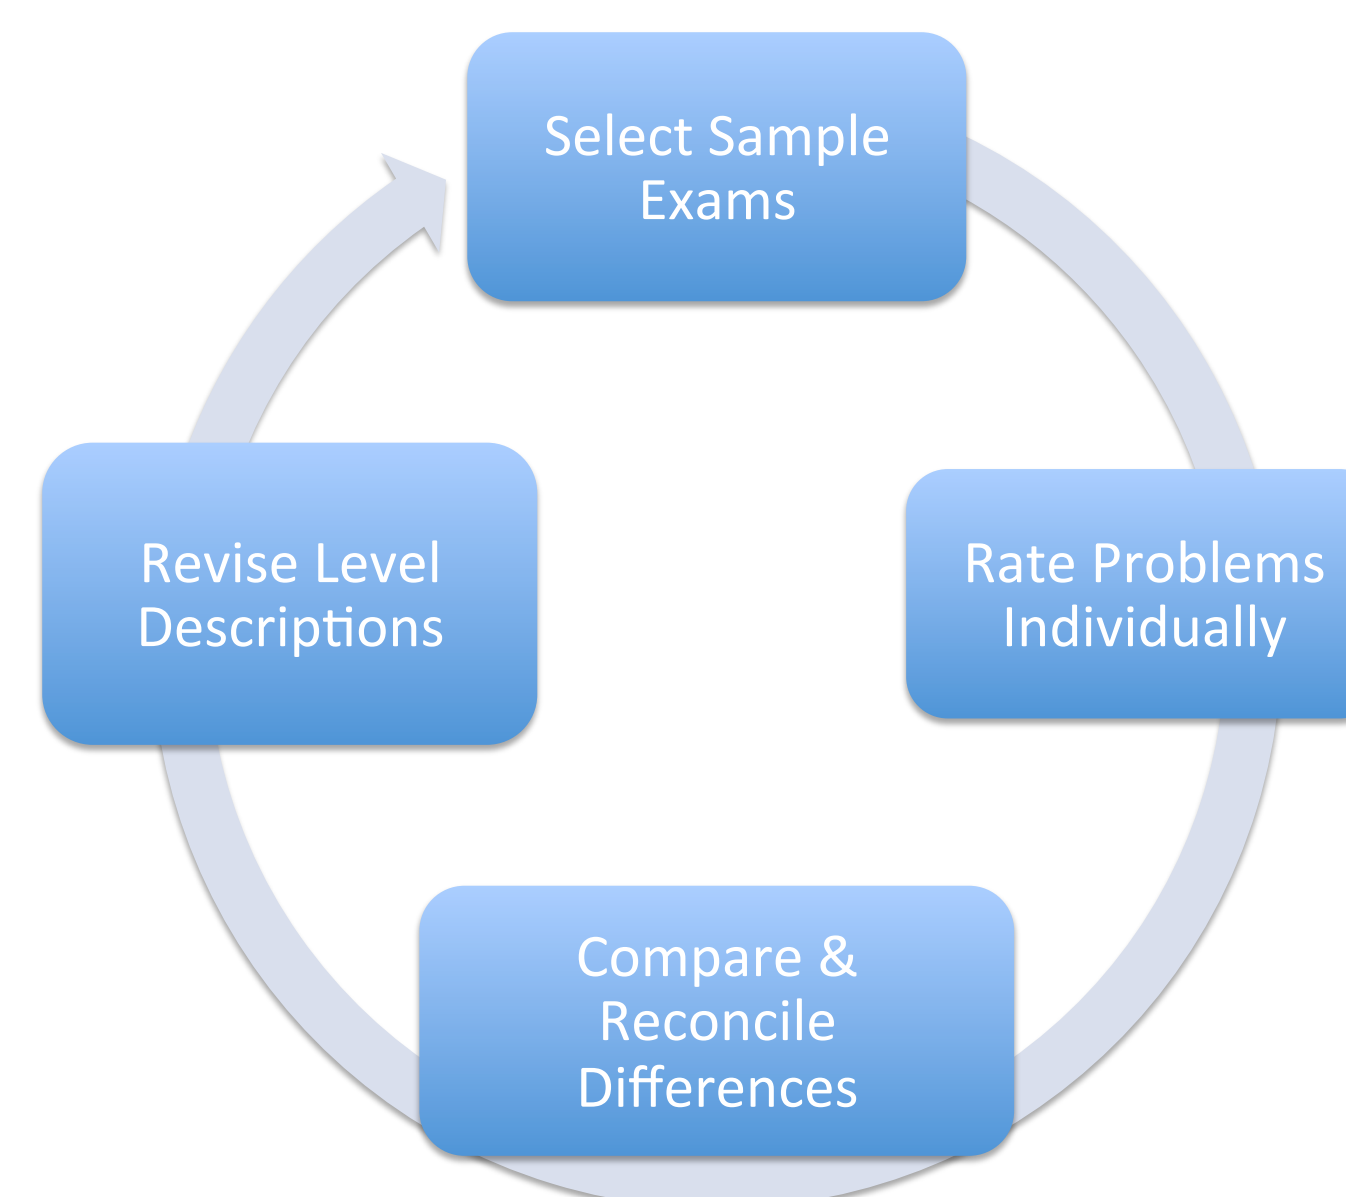 Select Sample
Exams
Rate Problems
Individually
Compare &
Reconcile
Differences
Revise Level
Descriptions